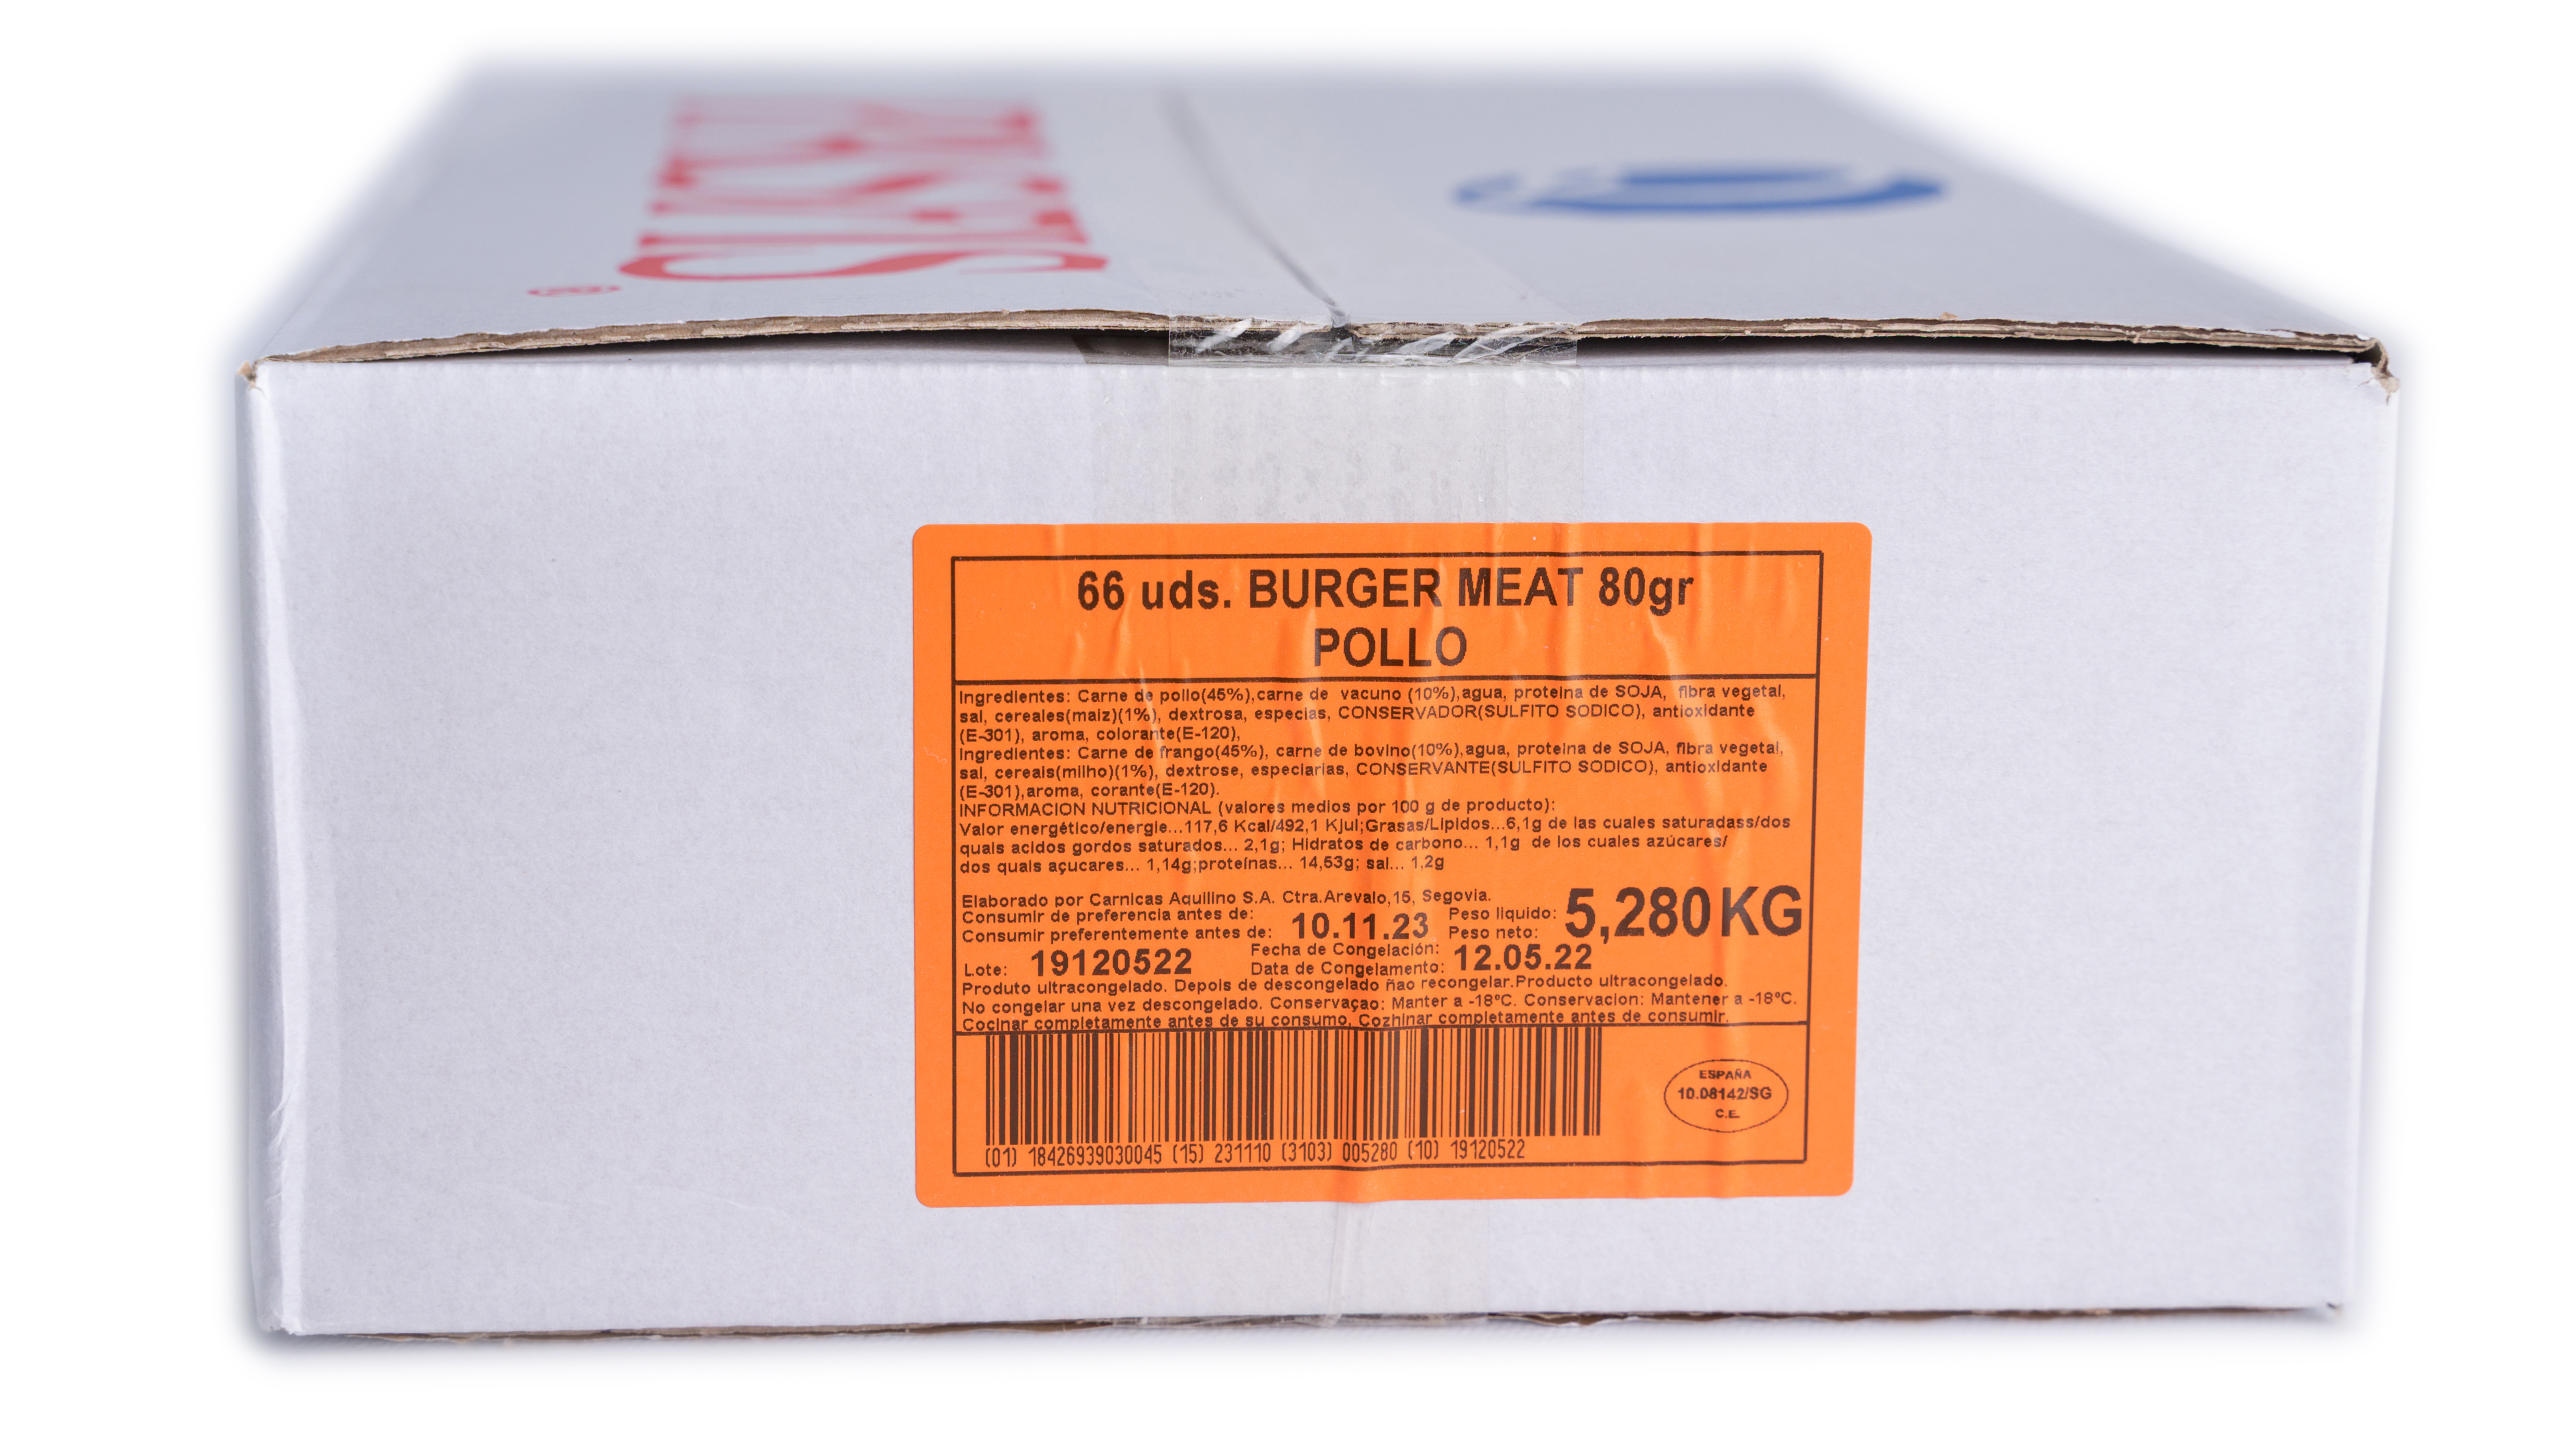 ®
66 uds. BURGER MEAT 80gr
POLLO
Ingredientes: Carne de pollo(45%),carne de vacuno (10%),agua, proteina de SOJA, fibra vegetal,
sal, cereales(maiz)(1%), dextrosa, especias, CONSERVADOR(SULFITO SODICO), antioxidante
(E-301), aroma, colorante(E-120),
Ingredientes: Carne de frango(45%), carne de bovino(10%),agua, proteina de SOJA, fibra vegetal,
sal, cereais(milho)(1%), dextrose, especiarias, CONSERVANTE(SULFITO SODICO), antioxidante
(E-301),aroma, corante(E-120).
INFORMACION NUTRICIONAL (valores medios por 100 g de producto):
Valor energético/energie...117,6 Kcal/492,1 Kjul;Grasas/Lipidos...6,1g de las cuales saturadass/dos
quais acidos gordos saturados... 2,1g; Hidratos de carbono... 1,1g de los cuales azúcares/
dos quais açucares... 1,14g;proteínas... 14,53g; sal... 1,2g
Elaborado por Carnicas Aquilino S.A. Ctra.Arevalo,15, Segovia.
Consumir de preferencia antes de:
Consumir preferentemente antes de: 10.11.23
Peso liquido:
Peso neto: 5,280KG
Lote: 19120522
Fecha de Congelación:
Data de Congelamento: 12.05.22
Produto ultracongelado. Depois de descongelado ñao recongelar.Producto ultracongelado.
No congelar una vez descongelado. Conservaçao: Manter a -18ºC. Conservacion: Mantener a -18ºC.
Cocinar completamente antes de su consumo. Cozhinar completamente antes de consumir.
(01) 18426939030045 (15) 231110 (3103) 005280 (10) 19120522
ESPAÑA
10.08142/SG
C.E.